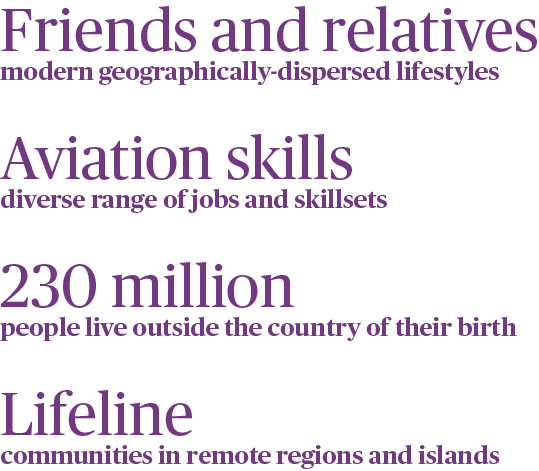 Friends and relatives
modern geographically-dispersed lifestyles
Aviation skills
diverse range of jobs and skillsets
230 million
people live outside the country of their birth
Lifeline
communities in remote regions and islands